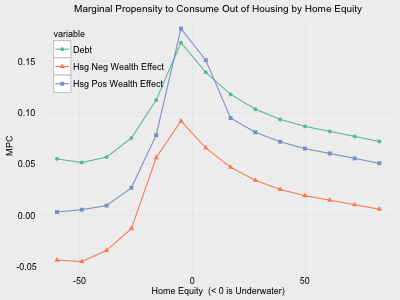 Marginal Propensity to Consume Out of Housing by Home Equity
variable
Debt
Hsg Neg Wealth Effect
Hsg Pos Wealth Effect
0.15
0.10
0.05
0.00
-0.05
MPC
-50
0
50
Home Equity (< 0 is Underwater)